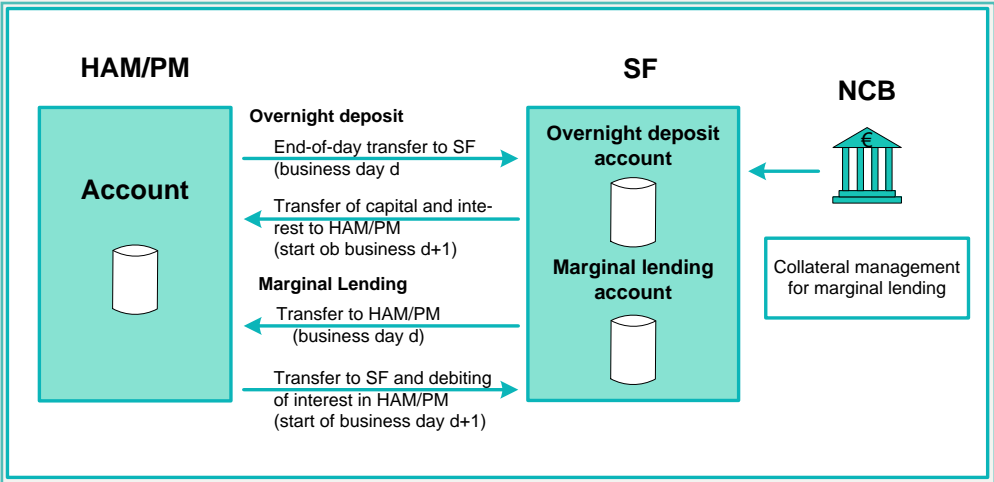 HAM/PM
SF
NCB
€
Account
Overnight deposit
End-of-day transfer to SF
(business day d
Transfer of capital and inte-
rest to HAM/PM
(start ob business d+1)
Marginal Lending
Transfer to HAM/PM
(business day d)
Transfer to SF and debiting
of interest in HAM/PM
(start of business day d+1)
Overnight deposit
account
Marginal lending
account
Collateral management
for marginal lending